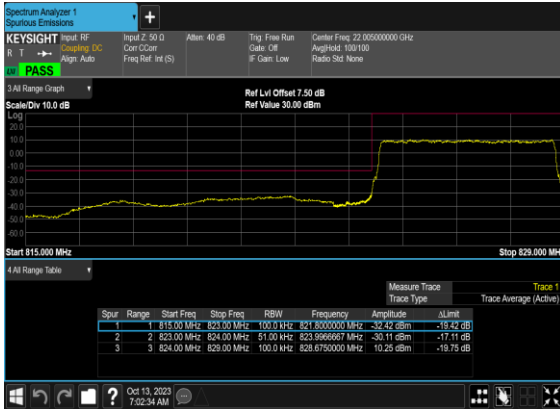 Spectrum Analyzer 1
Spurious Emissions
KEYSIGHT
R T
PASS
Input: RF
Coupling: DC
Align: Auto
Input Z: 50 Ω
Corr CCorr
Freq Ref: Int (S)
Atten: 40 dB
Trig: Free Run
Gate: Off
IF Gain: Low
Center Freq: 22.005000000 GHz
Avg|Hold: 100/100
Radio Std: None
3 All Range Graph
Scale/Div 10.0 dB
Ref Lvl Offset 7.50 dB
Ref Value 30.00 dBm
Log
20.0
10.0
0.00
-10.0
-20.0
-30.0
-40.0
-50.0
-60.0
Start 815.000 MHz
Stop 829.000 MH
4 All Range Table
Measure Trace Trace 1
Trace Type Trace Average (Active)
Spur Range Start Freq Stop Freq RBW Frequency Amplitude ΔLimit
1 1 815.00 MHz 823.00 MHz 100.0 kHz 821.8000000 MHz -32.42 dBm -19.42 dB
2 2 823.00 MHz 824.00 MHz 51.00 kHz 823.9966667 MHz -30.11 dBm -17.11 dB
3 3 824.00 MHz 829.00 MHz 100.0 kHz 828.6750000 MHz 10.25 dBm -19.75 dB
Oct 13, 2023
7:02:34 AM